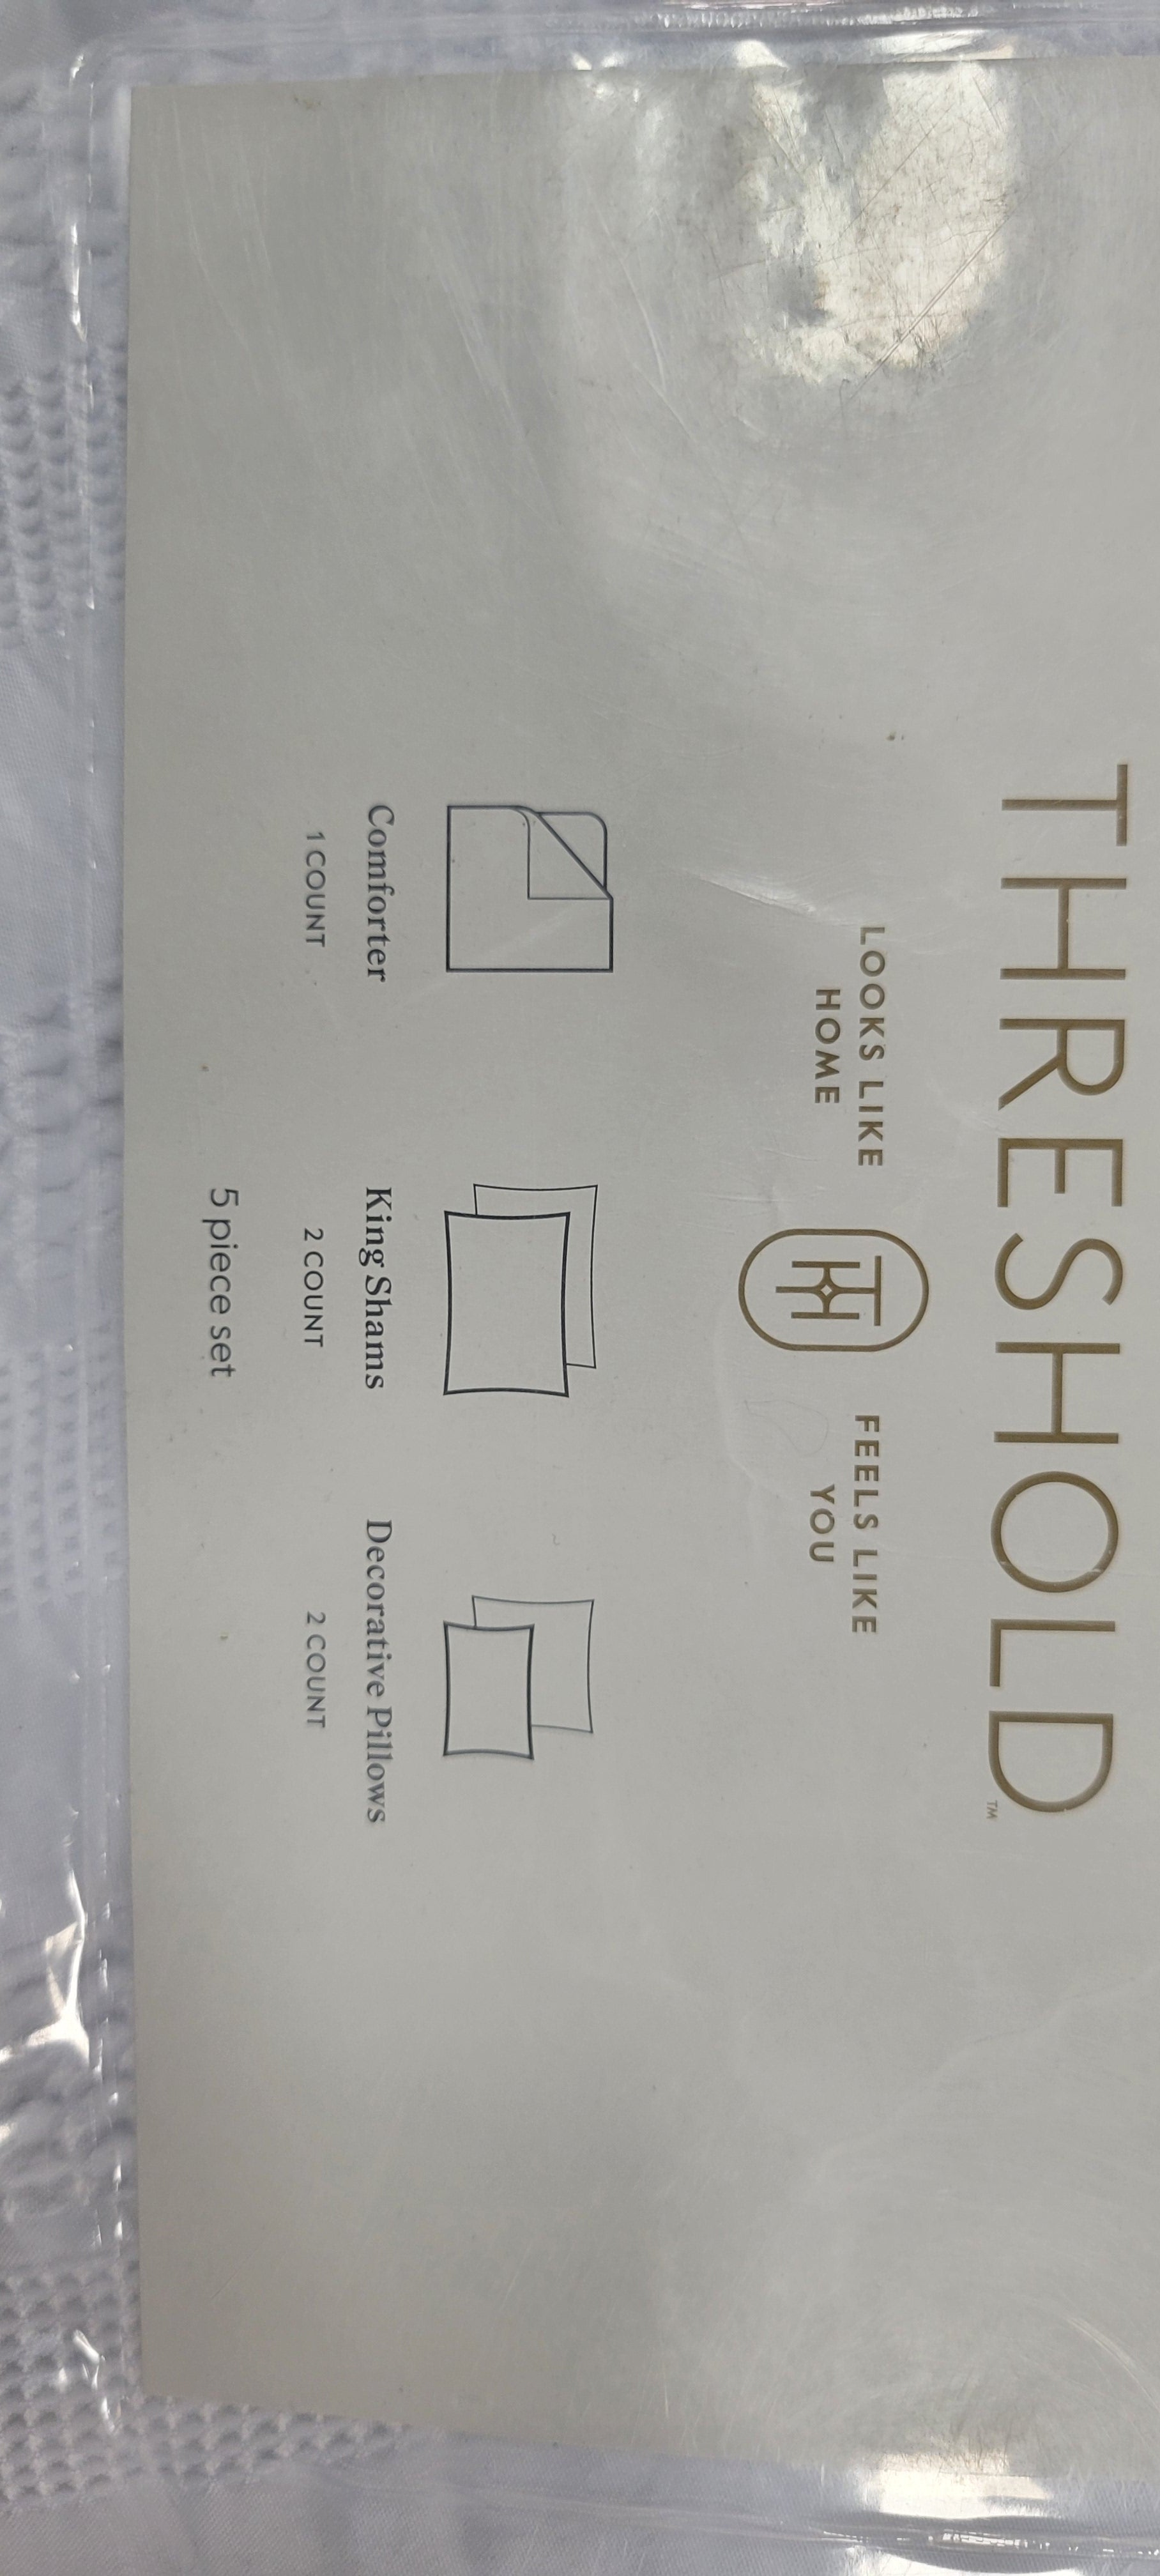 THRESHOLD™
LOOKS LIKE
HOME
TH
FEELS LIKE
YOU
Comforter
1 COUNT
King Shams
2 COUNT
Decorative Pillows
2 COUNT
5 piece set